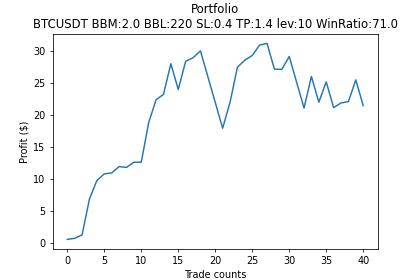 Portfolio
BTCUSDT BBM:2.0 BBL:220 SL:0.4 TP:1.4 lev:10 WinRatio:71.0
Profit ($)
30
25
20
15
10
5
0
0 5 10 15 20 25 30 35 40
Trade counts